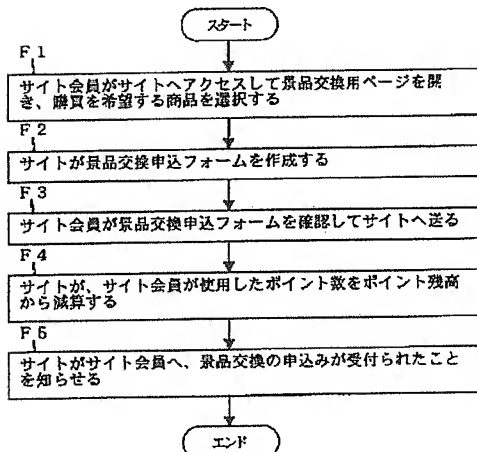 スタート
F1
サイト会員がサイトへアクセスして景品交換用ページを開
き、購買を希望する商品を選択する
F2
サイトが景品交換申込フォームを作成する
F3
サイト会員が景品交換申込フォームを確認してサイトへ送る
F4
サイトが、サイト会員が使用したポイント数をポイント残高
から減算する
F5
サイトがサイト会員へ、景品交換の申込みが受付られたこと
を知らせる
エンド